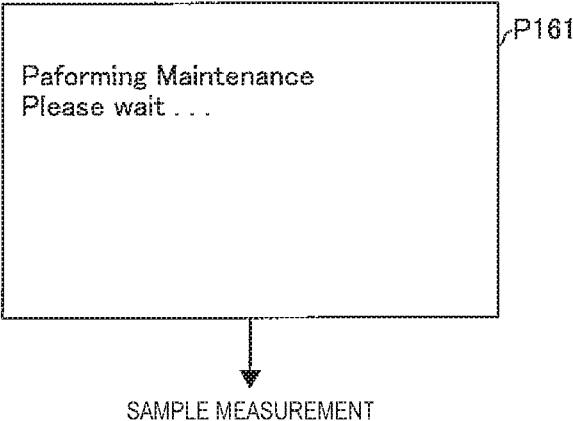 P161
Paforming Maintenance
Please wait . . .
SAMPLE MEASUREMENT